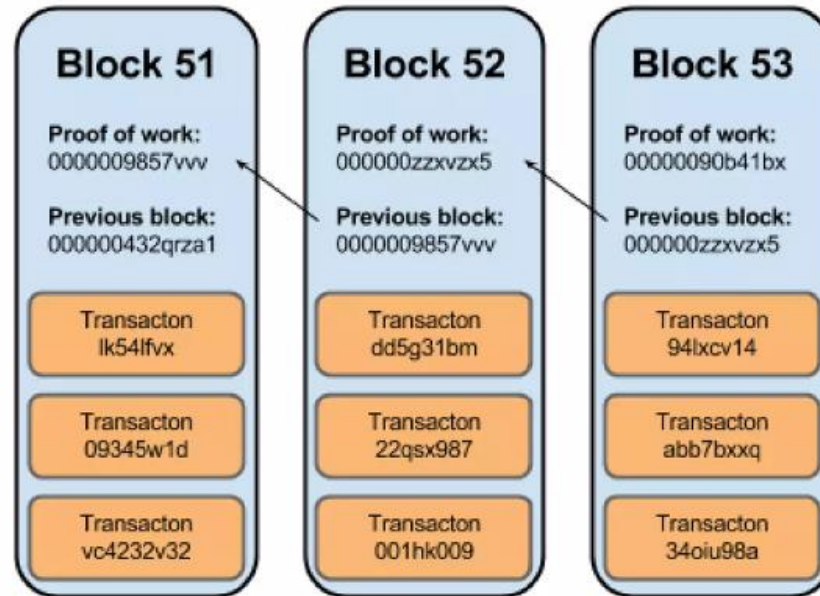 Block 51
Proof of work:
0000009857vvv
Previous block:
000000432qrza1
Transacton
lk54lfvx
Transacton
09345w1d
Transacton
vc4232v32
Block 52
Proof of work:
000000zzxvzx5
Previous block:
0000009857vvv
Transacton
dd5g31bm
Transacton
22qsx987
Transacton
001hk009
Block 53
Proof of work:
00000090b41bx
Previous block:
000000zzxvzx5
Transacton
94lxcv14
Transacton
abb7bxxq
Transacton
34oiu98a